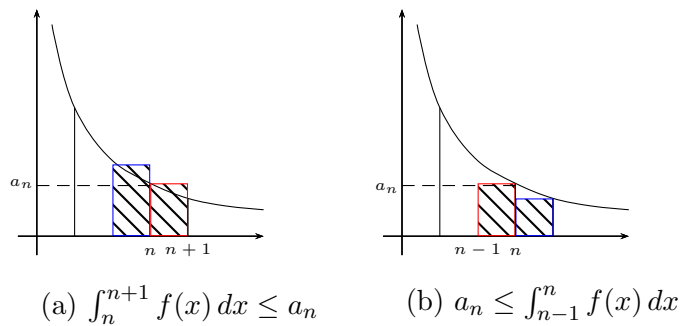 a_n
n n + 1
(a) ∫_n^{n+1} f(x) dx ≤ a_n
a_n
n − 1 n
(b) a_n ≤ ∫_{n−1}^n f(x) dx